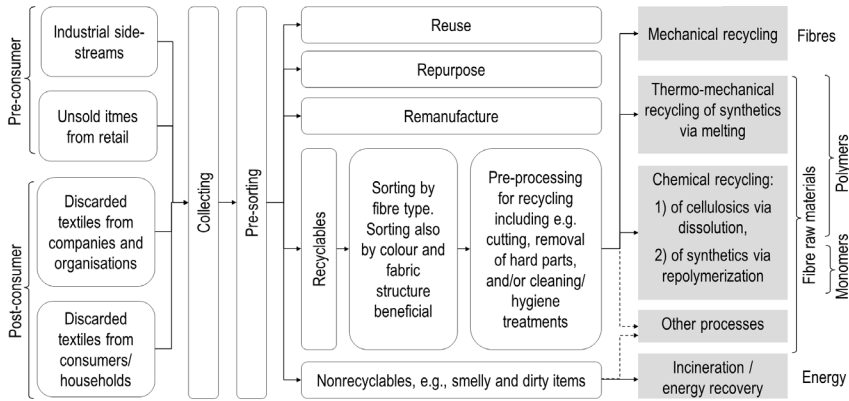 Pre-consumer
Industrial side-
streams
Unsold itmes
from retail
Post-consumer
Discarded
textiles from
companies and
organisations
Discarded
textiles from
consumers/
households
Collecting
Pre-sorting
Reuse
Repurpose
Remanufacture
Recyclables
Sorting by
fibre type.
Sorting also
by colour and
fabric
structure
beneficial
Pre-processing
for recycling
including e.g.
cutting, removal
of hard parts,
and/or cleaning/
hygiene
treatments
Nonrecyclables, e.g., smelly and dirty items
Mechanical recycling
Thermo-mechanical
recycling of synthetics
via melting
Chemical recycling:
1) of cellulosics via
dissolution,
2) of synthetics via
repolymerization
Other processes
Incineration /
energy recovery
Fibres
Fibre raw materials
Polymers
Monomers
Energy